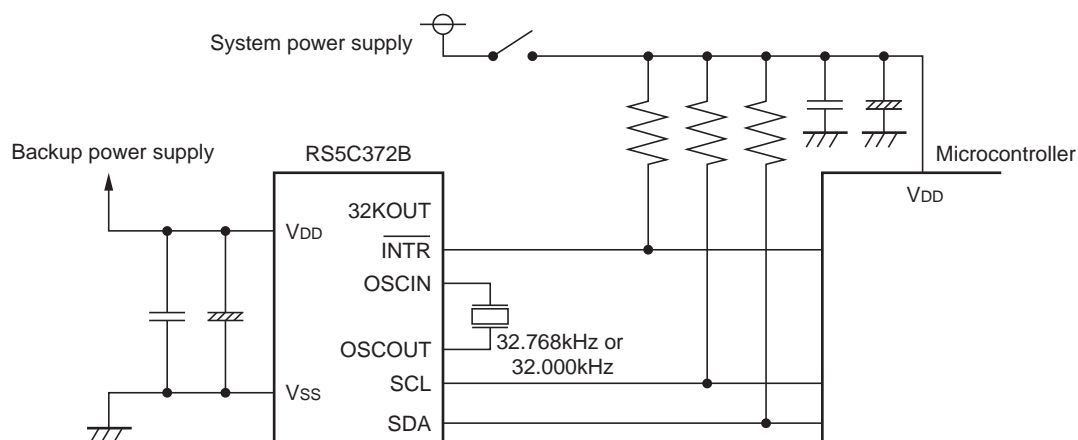 System power supply
Backup power supply
RS5C372B
Microcontroller
VDD
32KOUT
VDD
INTR
OSCIN
32.768kHz or
32.000kHz
OSCOUT
SCL
VSS
SDA